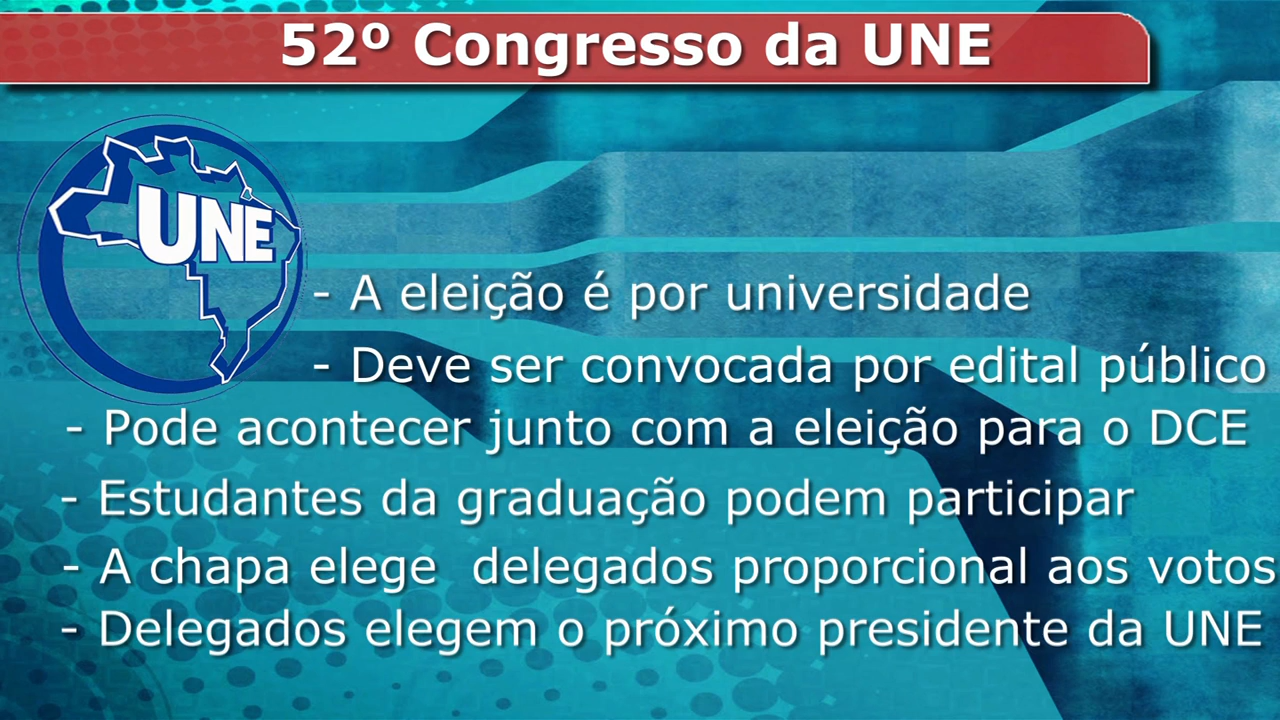 52º Congresso da UNE
UNE
- A eleição é por universidade
- Deve ser convocada por edital público
- Pode acontecer junto com a eleição para o DCE
- Estudantes da graduação podem participar
- A chapa elege  delegados proporcional aos votos
- Delegados elegem o próximo presidente da UNE